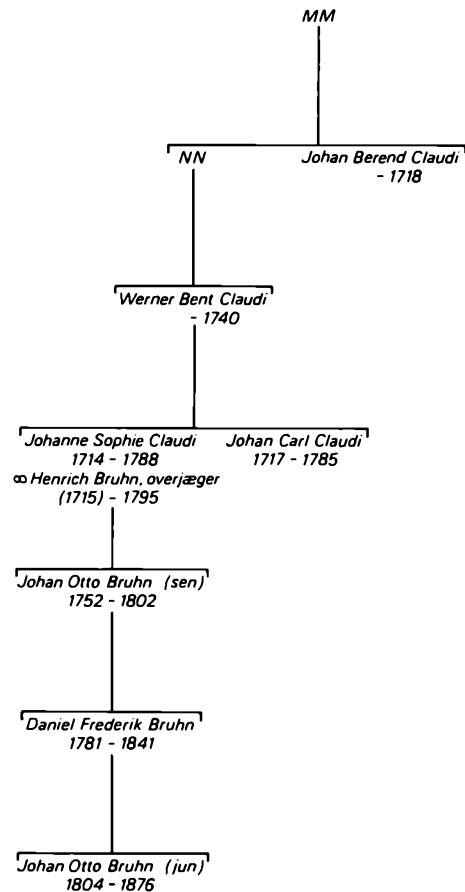 MM
NN
Johan Berend Claudi
- 1718
Werner Bent Claudi
- 1740
Johanne Sophie Claudi
1714 - 1788
∞ Henrich Bruhn, overjæger
(1715) - 1795
Johan Carl Claudi
1717 - 1785
Johan Otto Bruhn (sen)
1752 - 1802
Daniel Frederik Bruhn
1781 - 1841
Johan Otto Bruhn (jun)
1804 - 1876